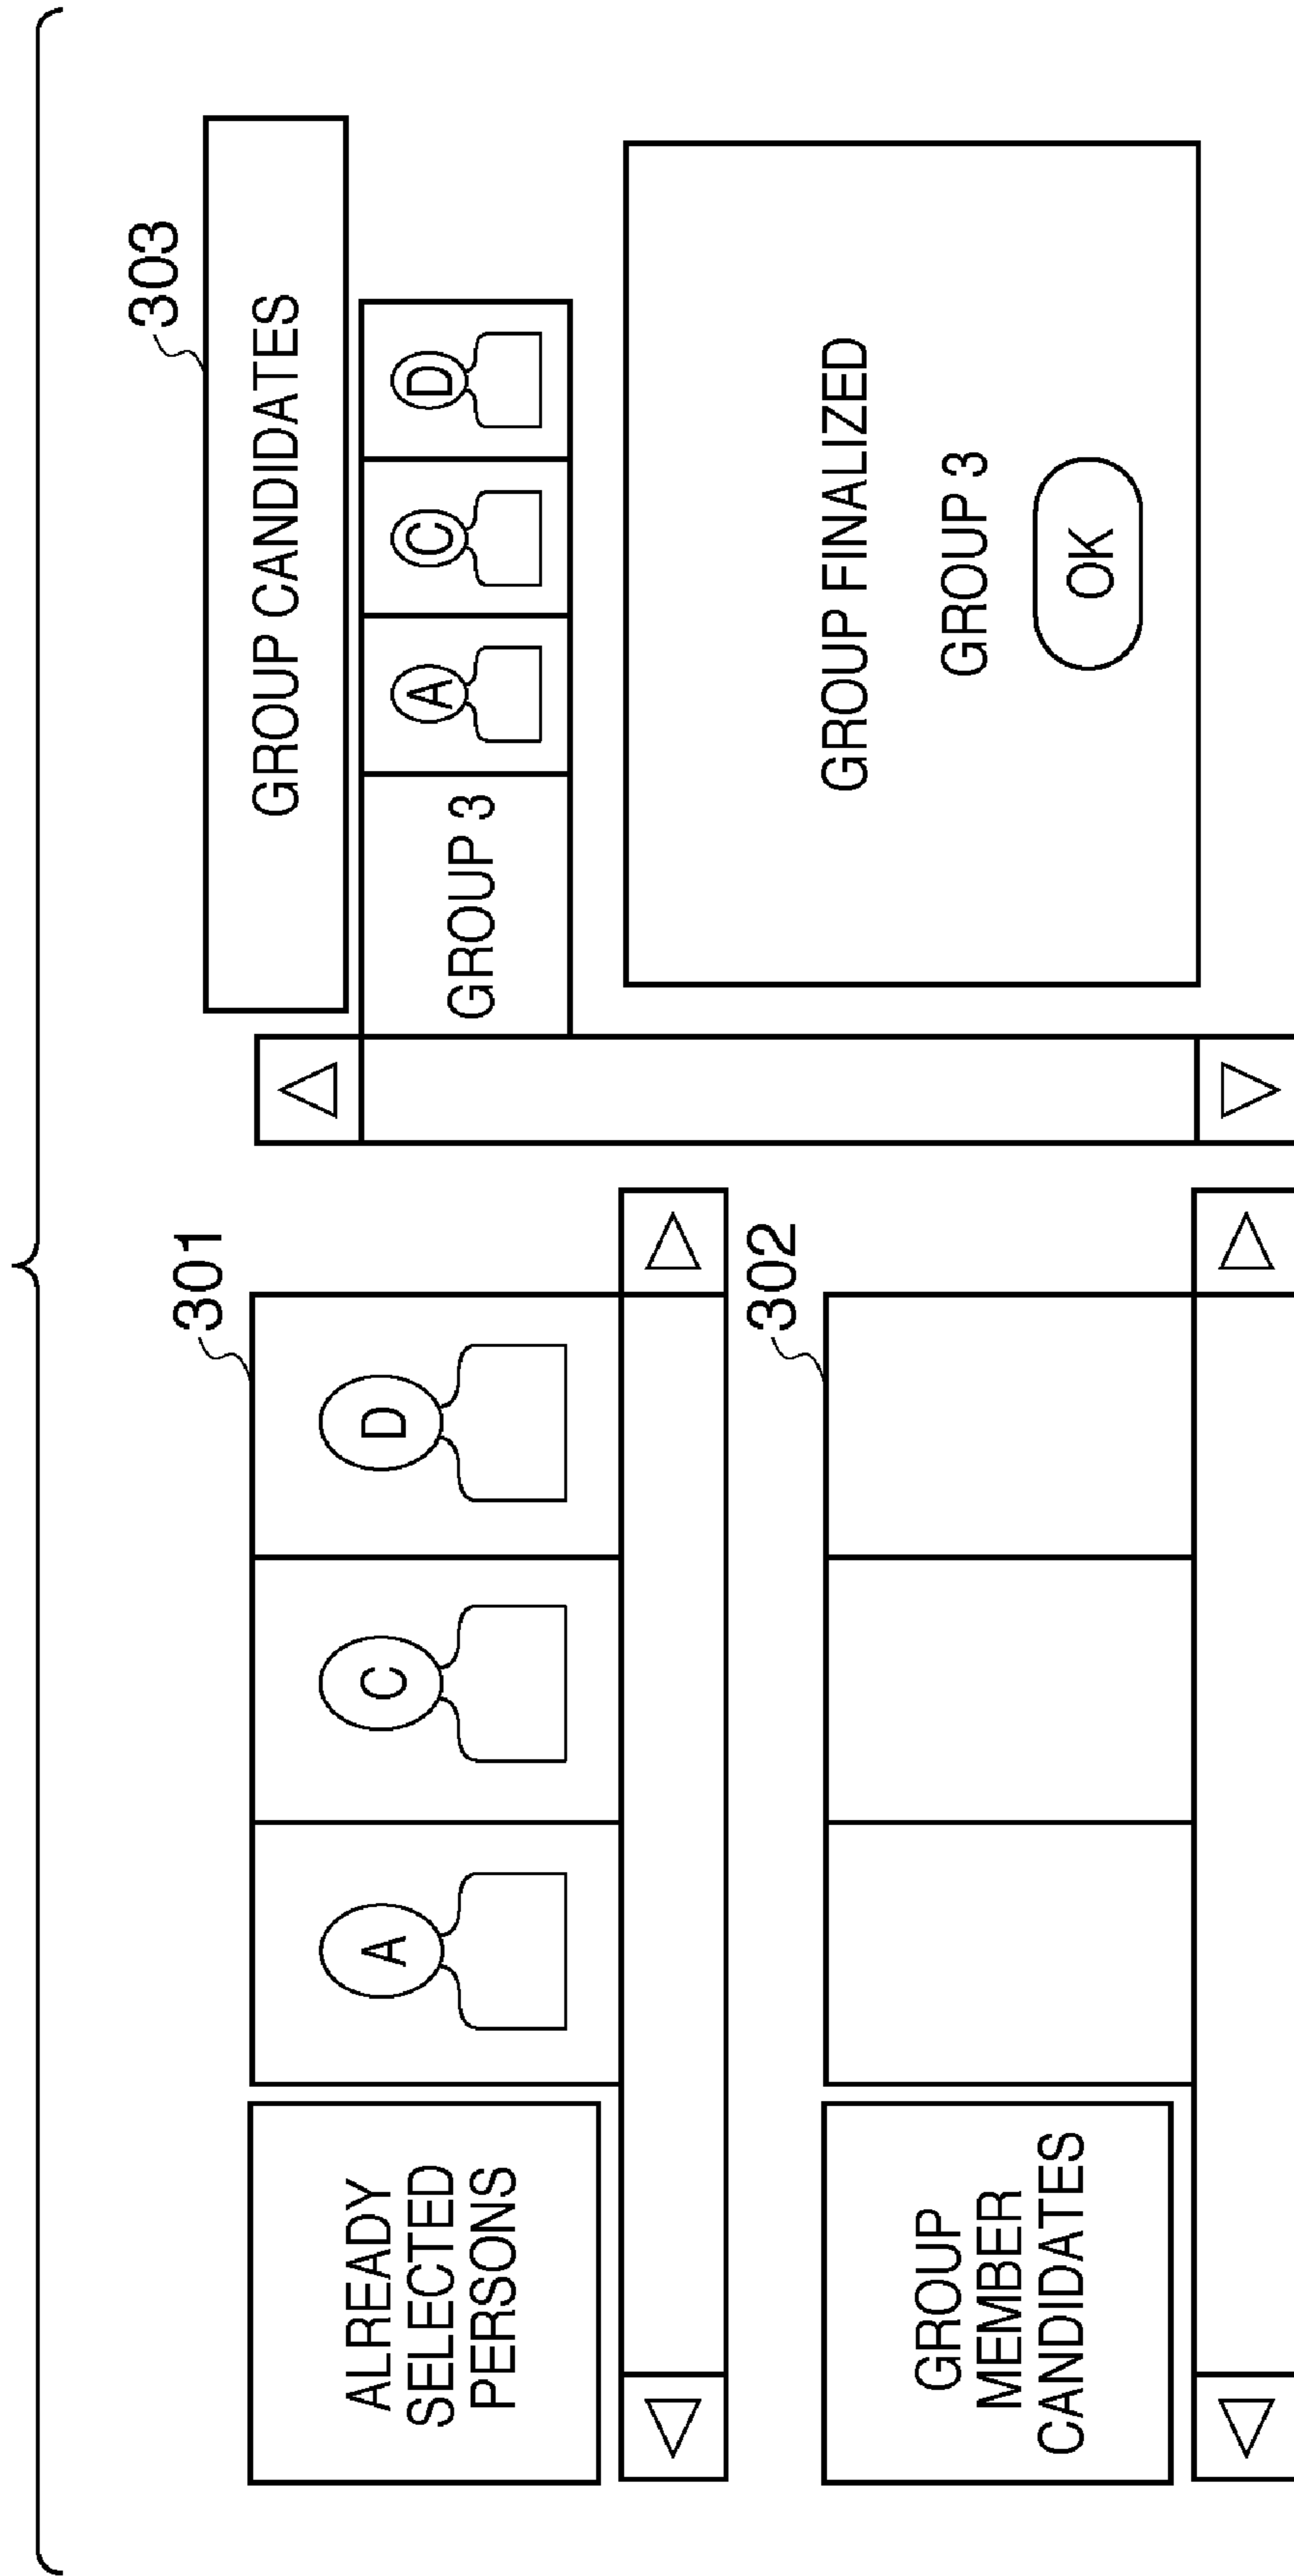 301
ALREADY
SELECTED
PERSONS
A
C
D
302
GROUP
MEMBER
CANDIDATES
303
GROUP CANDIDATES
GROUP 3
A
C
D
GROUP FINALIZED
GROUP 3
OK